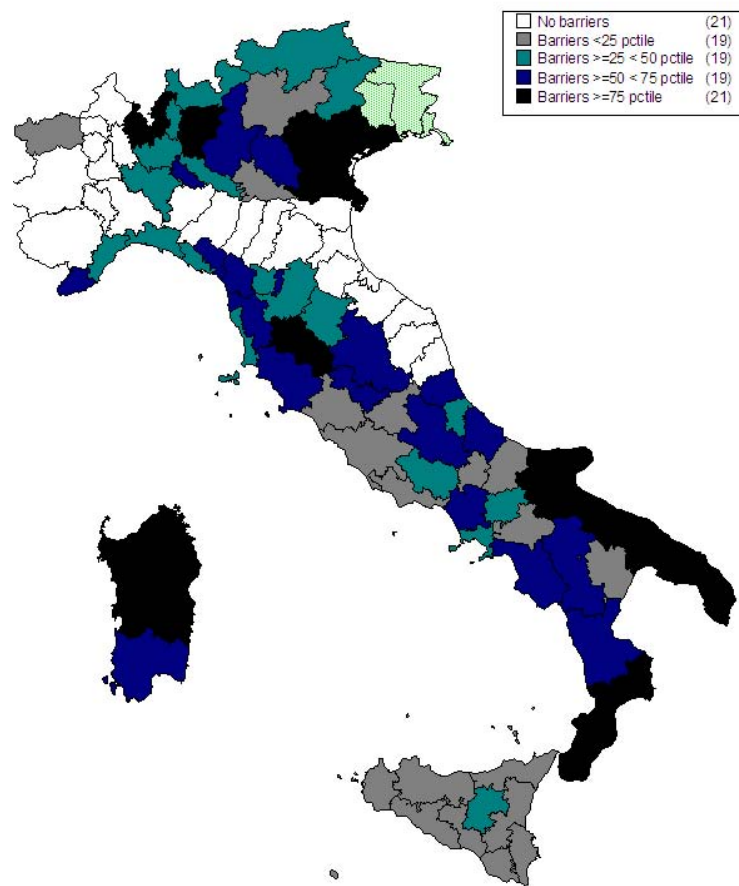 No barriers (21)
Barriers <25 pctile (19)
Barriers >=25 < 50 pctile (19)
Barriers >=50 < 75 pctile (19)
Barriers >=75 pctile (21)